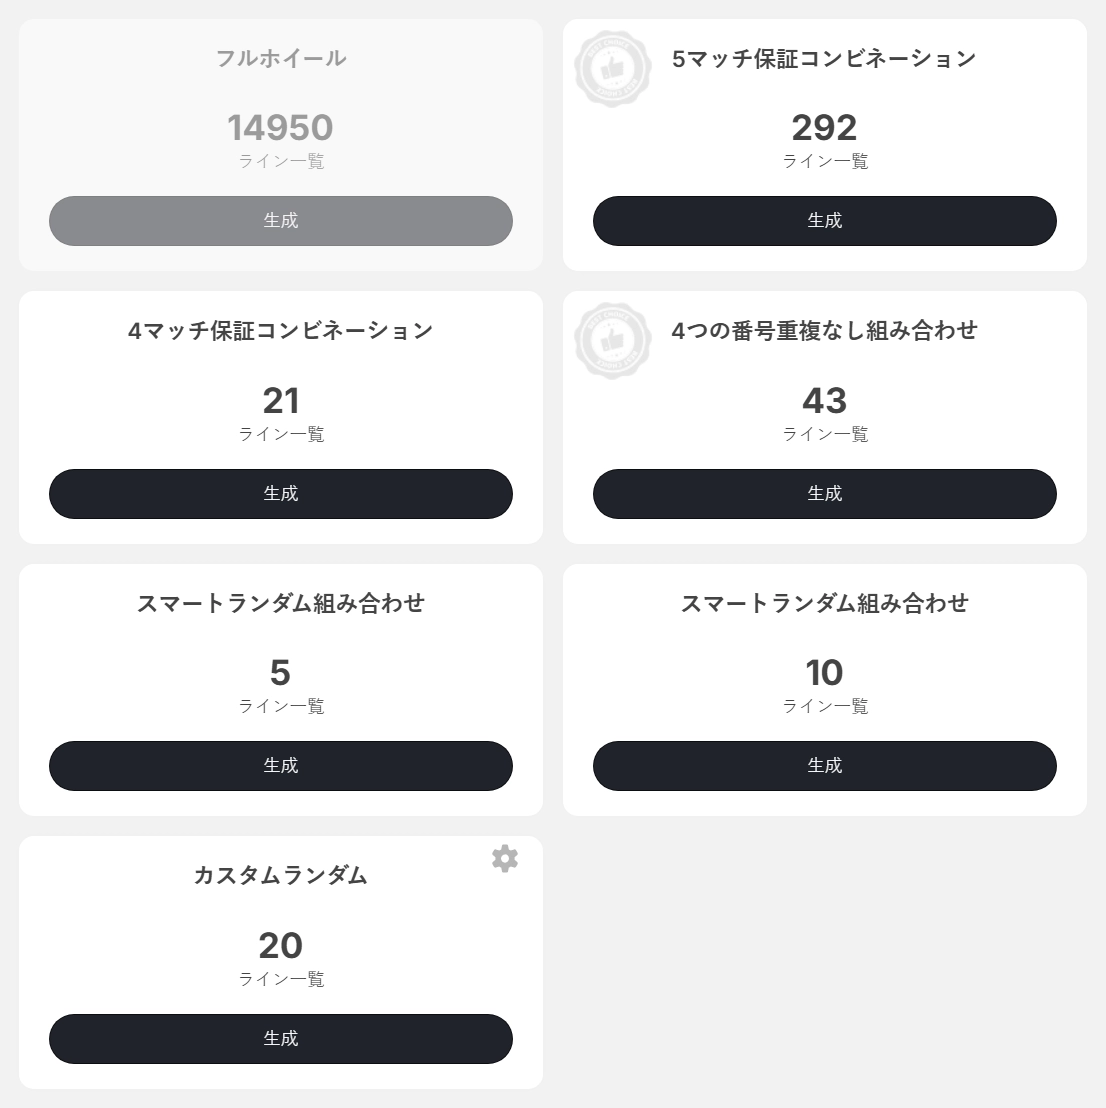 フルホイール
14950
ライン一覧
生成
5マッチ保証コンビネーション
292
ライン一覧
生成
4マッチ保証コンビネーション
21
ライン一覧
生成
4つの番号重複なし組み合わせ
43
ライン一覧
生成
スマートランダム組み合わせ
5
ライン一覧
生成
スマートランダム組み合わせ
10
ライン一覧
生成
カスタムランダム
20
ライン一覧
生成